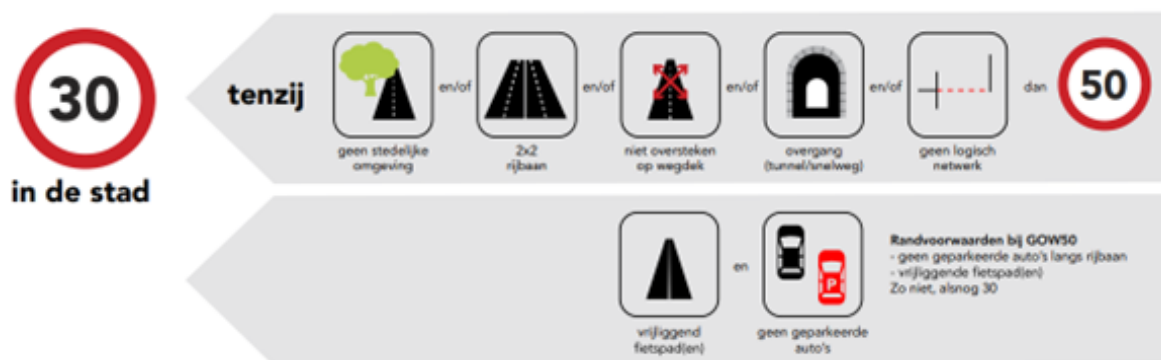 30
in de stad
tenzij
geen stedelijke
omgeving
en/of
2x2
rijbaan
en/of
niet oversteken
op wegdek
en/of
overgang
(tunnel/snelweg)
en/of
geen logisch
netwerk
dan
50
vrijliggend
fietspad(en)
en
P
geen geparkeerde
auto's
Randvoorwaarden bij GOW50
- geen geparkeerde auto's langs rijbaan
- vrijliggende fietspad(en)
Zo niet, alsnog 30